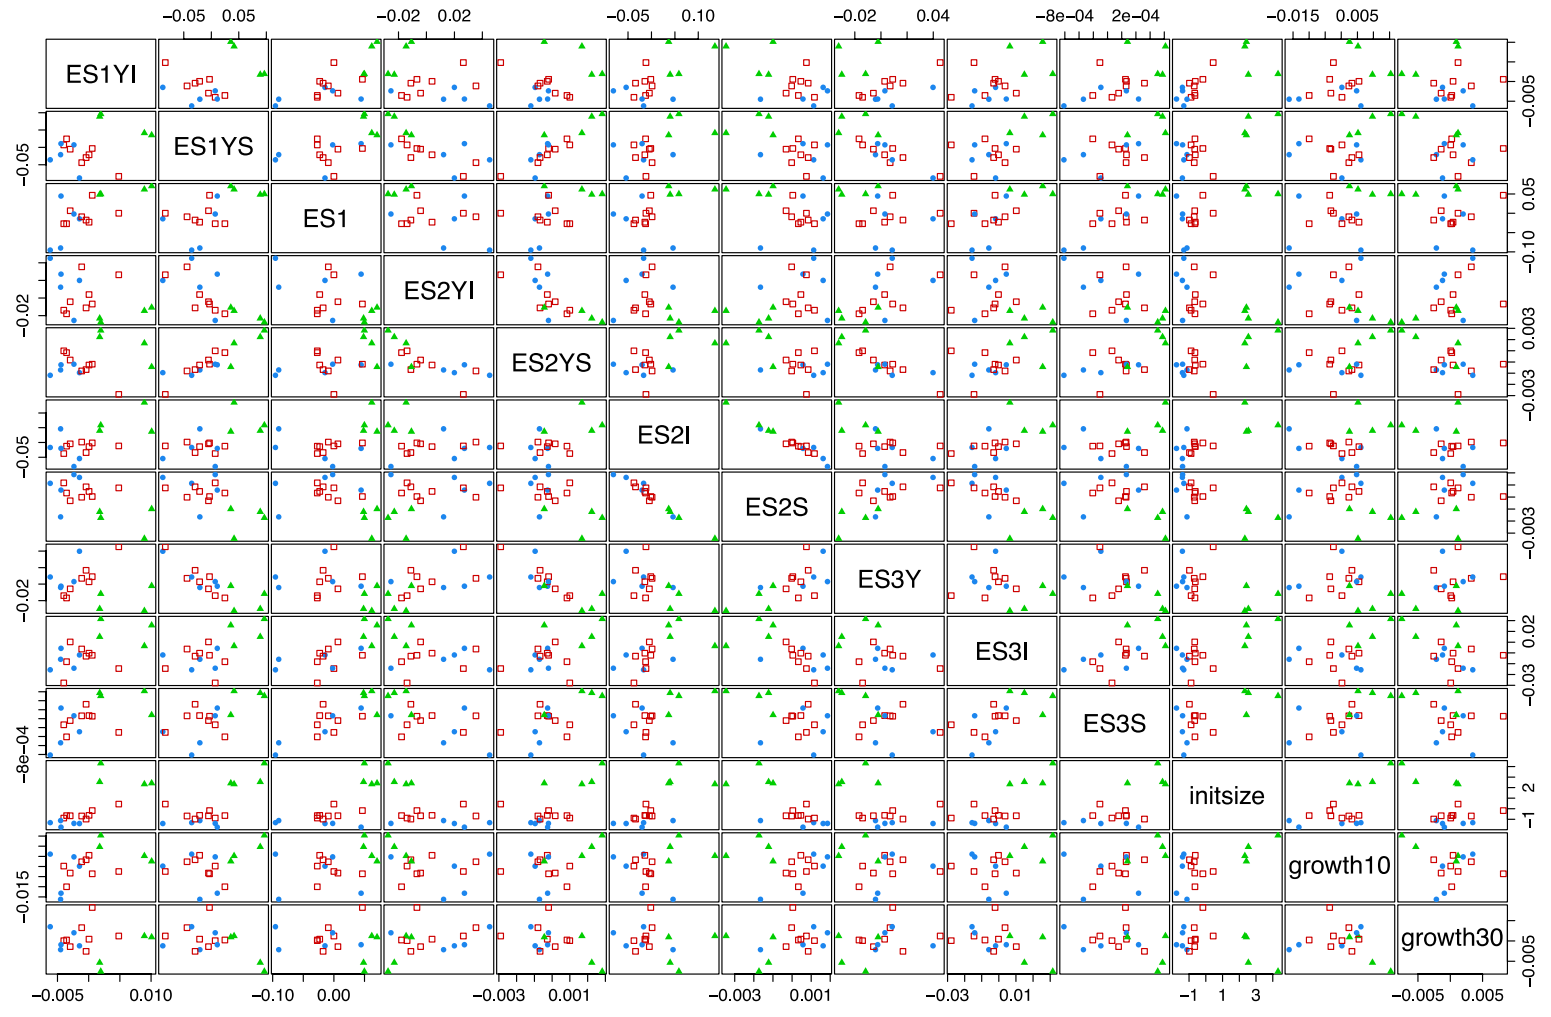 −0.05 0.05 −0.02 0.02 −0.05 0.10 −0.02 0.04 −8e−04 2e−04 −0.015 0.005
ES1YI
−0.005
ES1YS
−0.05
ES1
−0.10 0.05
ES2YI
−0.02
ES2YS
−0.003 0.003
ES2I
−0.05
ES2S
−0.003
ES3Y
−0.02
ES3I
−0.03 0.02
ES3S
−8e−04
initsize
−1 2
growth10
−0.015
growth30
−0.005
−0.005 0.010 −0.10 0.00 −0.003 0.001 −0.003 0.001 −0.03 0.01 −1 1 3 −0.005 0.005